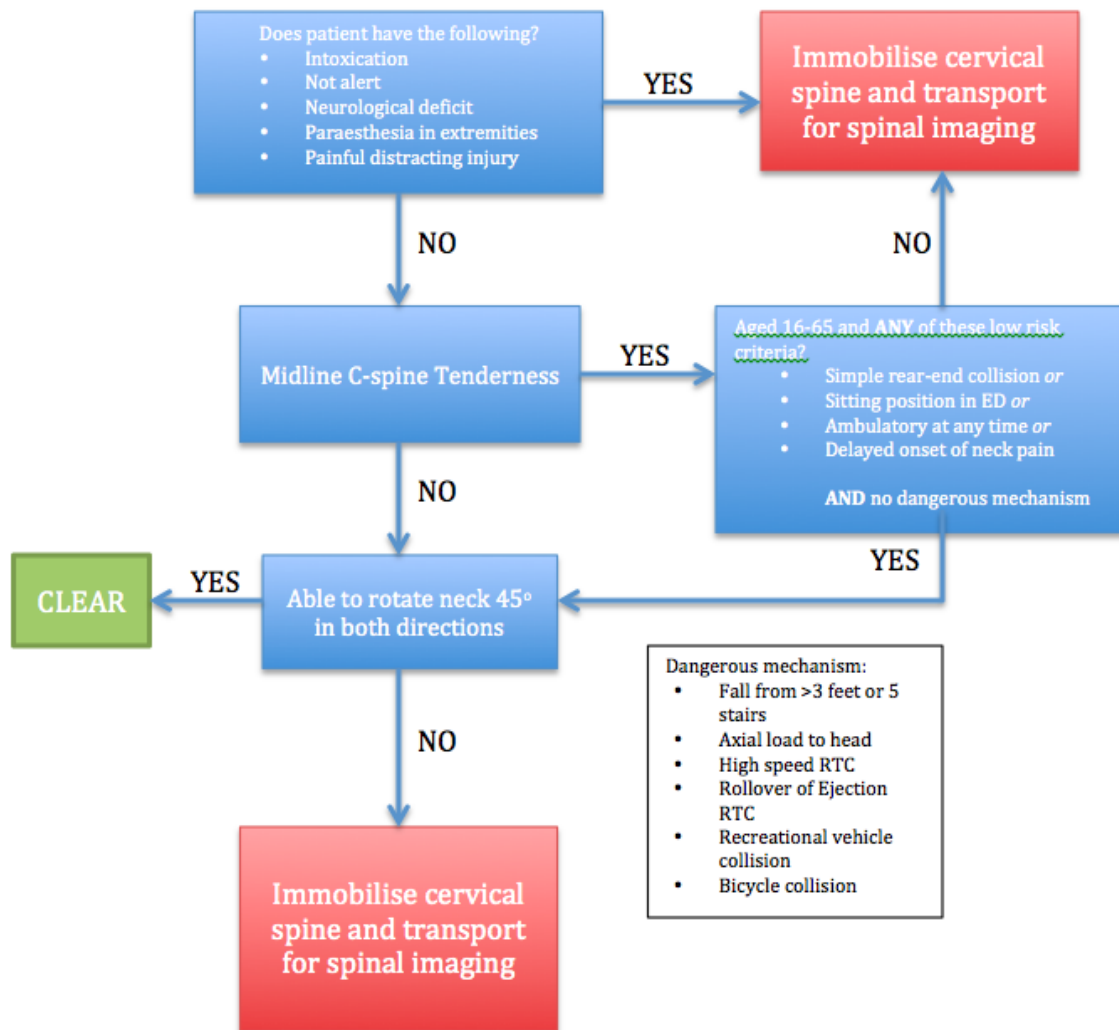 Does patient have the following?
• Intoxication
• Not alert
• Neurological deficit
• Paraesthesia in extremities
• Painful distracting injury
YES
Immobilise cervical
spine and transport
for spinal imaging
NO
NO
Midline C-spine Tenderness
YES
Aged 16-65 and ANY of these low risk
criteria?
• Simple rear-end collision or
• Sitting position in ED or
• Ambulatory at any time or
• Delayed onset of neck pain
AND no dangerous mechanism
NO
YES
CLEAR
YES
Able to rotate neck 45º
in both directions
NO
Dangerous mechanism:
• Fall from >3 feet or 5
stairs
• Axial load to head
• High speed RTC
• Rollover of Ejection
RTC
• Recreational vehicle
collision
• Bicycle collision
Immobilise cervical
spine and transport
for spinal imaging